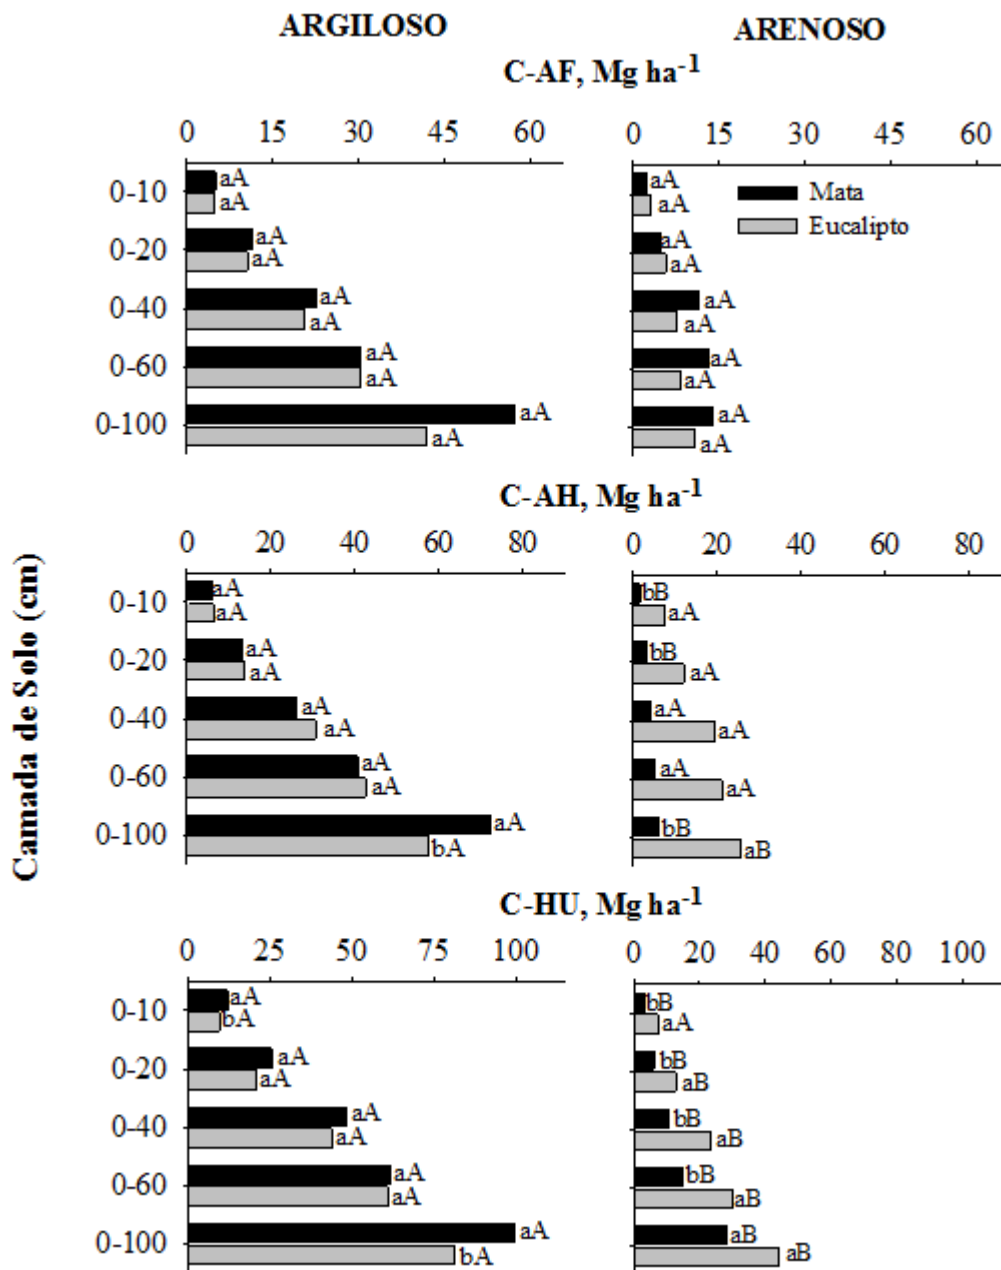 ARGILOSO ARENOSO
C-AF, Mg ha⁻¹
0 15 30 45 60 0 15 30 45 60
0-10 aA aA Mata
aA aA Eucalipto
0-20 aA aA
aA aA
0-40 aA aA
aA aA
0-60 aA aA
aA aA
0-100 aA aA
aA aA
C-AH, Mg ha⁻¹
0 20 40 60 80 0 20 40 60 80
0-10 aA bB
aA aA
0-20 aA bB
aA aA
0-40 aA aA
aA aA
0-60 aA aA
aA aA
0-100 aA bB
bA aB
Camada de Solo (cm)
C-HU, Mg ha⁻¹
0 25 50 75 100 0 20 40 60 80 100
0-10 aA bB
bA aA
0-20 aA bB
aA aB
0-40 aA bB
aA aB
0-60 aA bB
aA aB
0-100 aA aB
bA aB